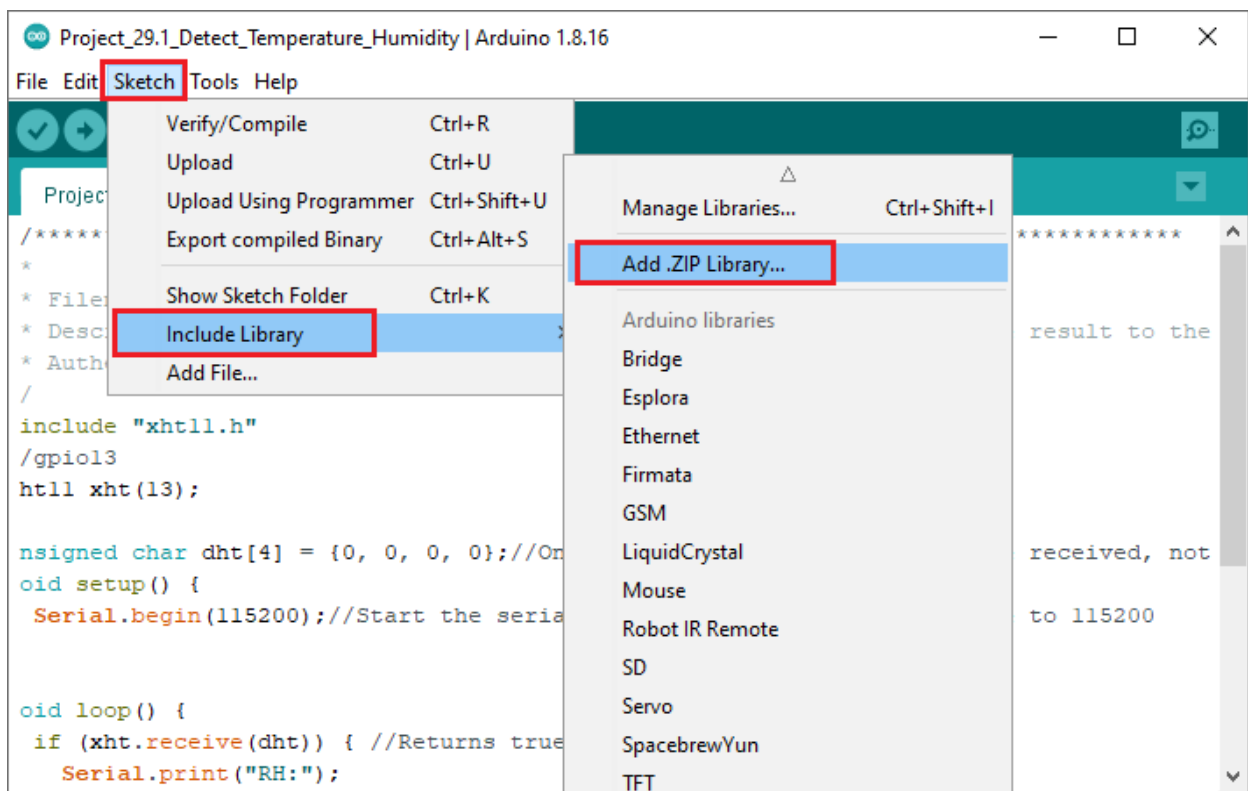 Project_29.1_Detect_Temperature_Humidity | Arduino 1.8.16
File Edit Sketch Tools Help
Verify/Compile Ctrl+R
Upload Ctrl+U
Upload Using Programmer Ctrl+Shift+U
Export compiled Binary Ctrl+Alt+S
Show Sketch Folder Ctrl+K
Include Library
Add File...
Manage Libraries... Ctrl+Shift+I
Add .ZIP Library...
Arduino libraries
Bridge
Esplora
Ethernet
Firmata
GSM
LiquidCrystal
Mouse
Robot IR Remote
SD
Servo
SpacebrewYun
TFT
Project
/***** ************
*
* File
* Desc result to the
* Auth
/
include "xht11.h"
/gpio13
ht11 xht(13);
nsigned char dht[4] = {0, 0, 0, 0};//On received, not
oid setup() {
Serial.begin(115200);//Start the seria to 115200
oid loop() {
if (xht.receive(dht)) { //Returns true
Serial.print("RH:");